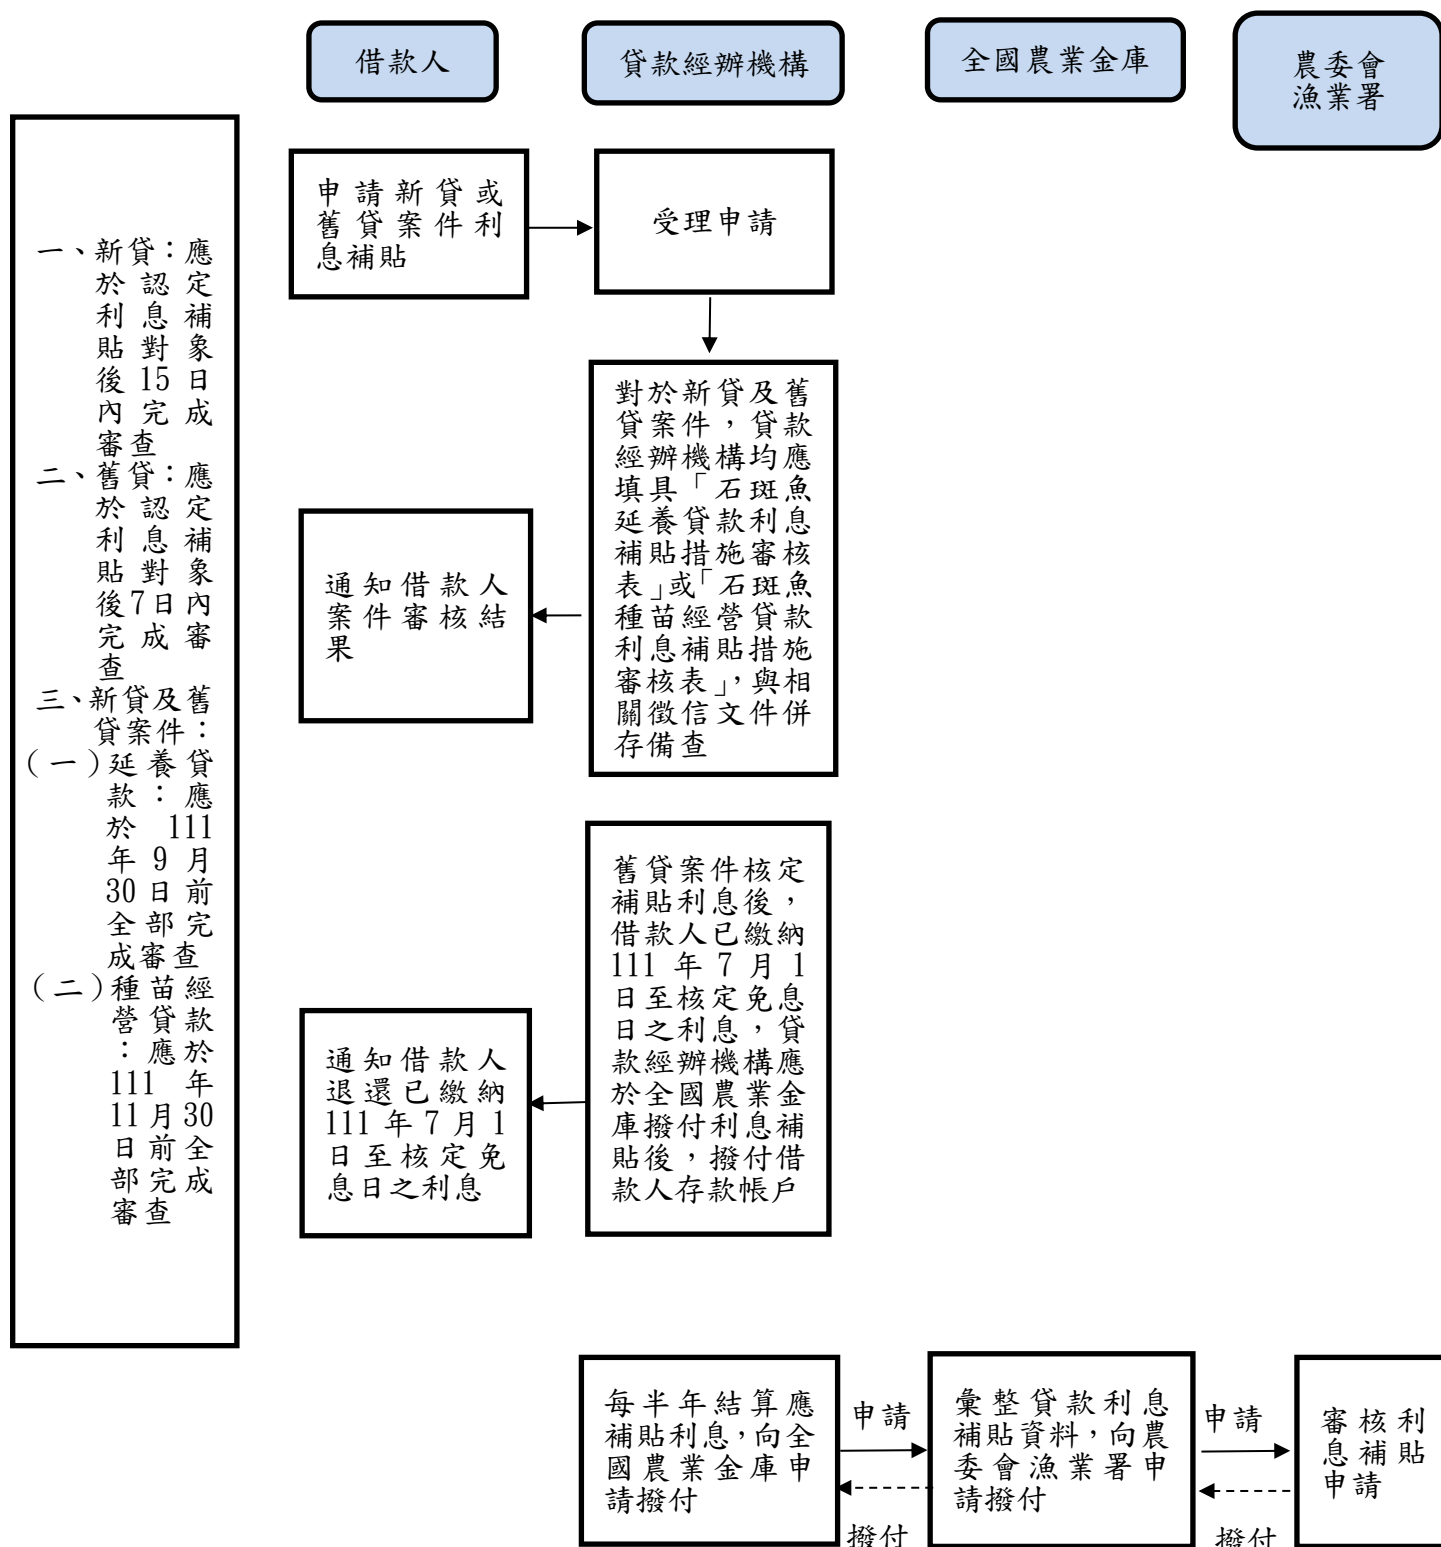 借款人
貸款經辦機構
全國農業金庫
農委會
漁業署
一、新貸：應
於認定
利息補
貼對象
後15日
內完成
審查
二、舊貸：應
於認定
利息補
貼對象
後7日內
完成審
查
三、新貸及舊
貸案件：
(一)延養貸
款：應
於 111
年 9 月
30日前
全部完
成審查
(二)種苗經
營貸款
：應於
111 年
11月30
日前全
部完成
審查
申請新貸或
舊貸案件利
息補貼
受理申請
對於新貸及舊
貸案件，貸款
經辦機構均應
填具「石斑魚
延養貸款利息
補貼措施審核
表」或「石斑魚
種苗經營貸款
利息補貼措施
審核表」，與相
關徵信文件併
存備查
通知借款人
案件審核結
果
舊貸案件核定
補貼利息後，
借款人已繳納
111 年 7 月 1
日至核定免息
日之利息，貸
款經辦機構應
於全國農業金
庫撥付利息補
貼後，撥付借
款人存款帳戶
通知借款人
退還已繳納
111 年 7 月 1
日至核定免
息日之利息
每半年結算應
補貼利息，向全
國農業金庫申
請撥付
申請
撥付
彙整貸款利息
補貼資料，向農
委會漁業署申
請撥付
申請
撥付
審核利
息補貼
申請